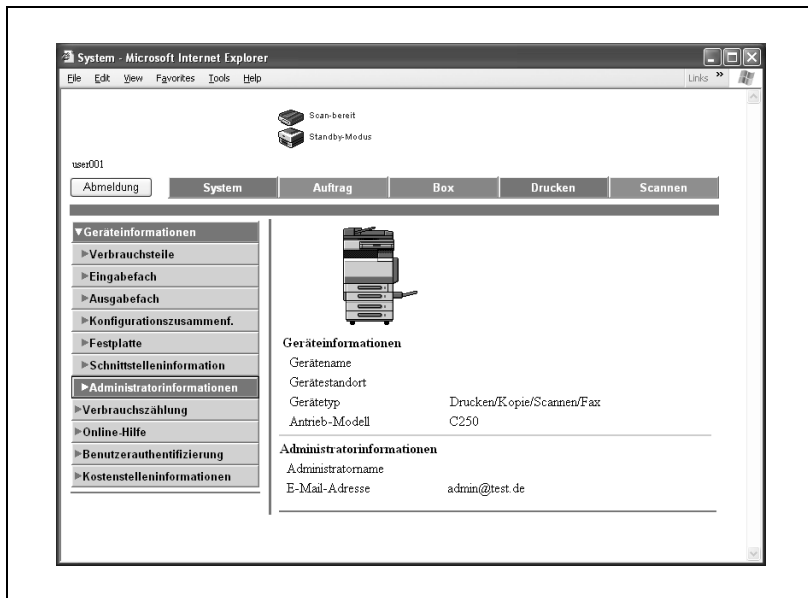 System - Microsoft Internet Explorer
File Edit View Favorites Tools Help
Links »
Scan-bereit
Standby-Modus
user001
Abmeldung System Auftrag Box Drucken Scannen
▼Geräteinformationen
▶Verbrauchsteile
▶Eingabefach
▶Ausgabefach
▶Konfigurationszusammenf.
▶Festplatte
▶Schnittstelleninformation
▶Administratorinformationen
▶Verbrauchszählung
▶Online-Hilfe
▶Benutzerauthentifizierung
▶Kostenstelleninformationen
Geräteinformationen
Gerätename
Gerätestandort
Gerätetyp Drucken/Kopie/Scannen/Fax
Antrieb-Modell C250
Administratorinformationen
Administratorname
E-Mail-Adresse admin@test.de